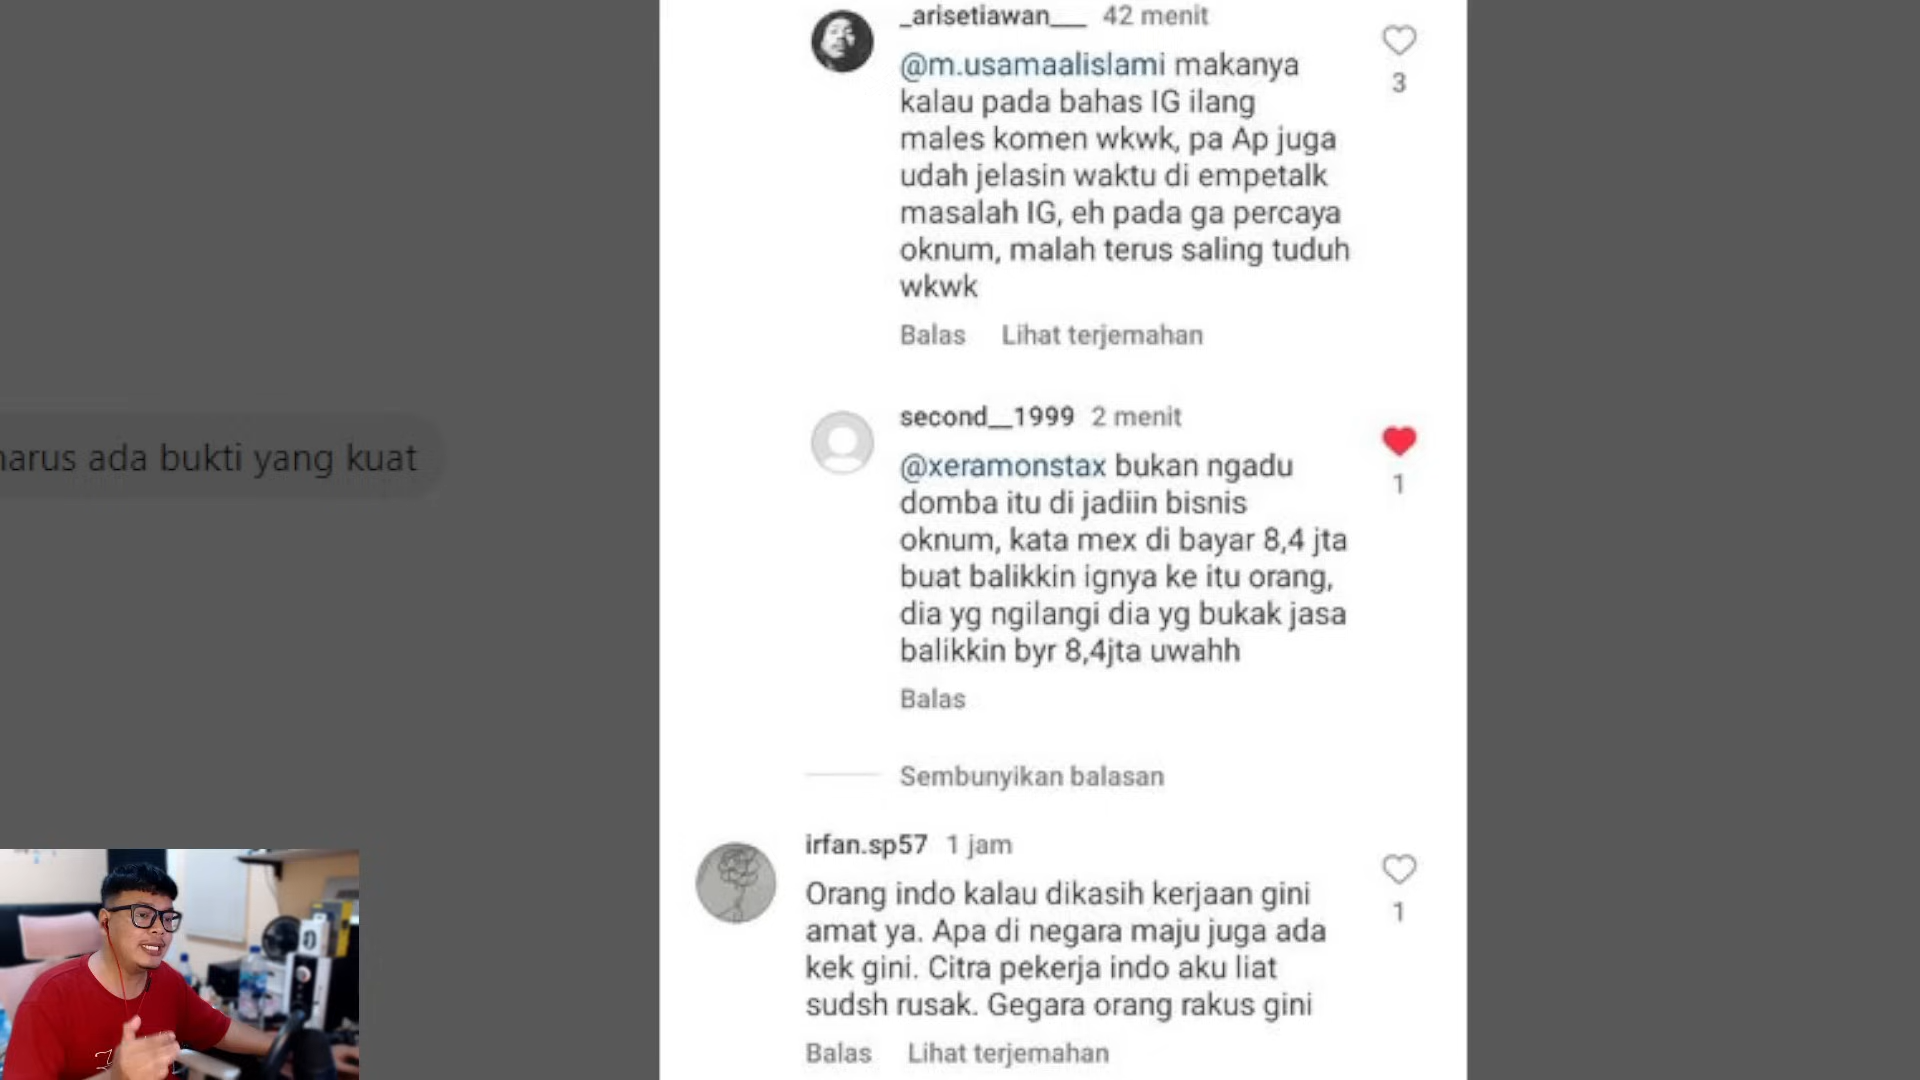 _arisetiawan___ 42 menit
@m.usamaalislami makanya
kalau pada bahas IG ilang
males komen wkwk, pa Ap juga
udah jelasin waktu di empetalk
masalah IG, eh pada ga percaya
oknum, malah terus saling tuduh
wkwk
3
Balas Lihat terjemahan
harus ada bukti yang kuat
second__1999 2 menit
@xeramonstax bukan ngadu
domba itu di jadiin bisnis
oknum, kata mex di bayar 8,4 jta
buat balikkin ignya ke itu orang,
dia yg ngilangi dia yg bukak jasa
balikkin byr 8,4jta uwahh
1
Balas
Sembunyikan balasan
irfan.sp57 1 jam
Orang indo kalau dikasih kerjaan gini
amat ya. Apa di negara maju juga ada
kek gini. Citra pekerja indo aku liat
sudsh rusak. Gegara orang rakus gini
1
Balas Lihat terjemahan